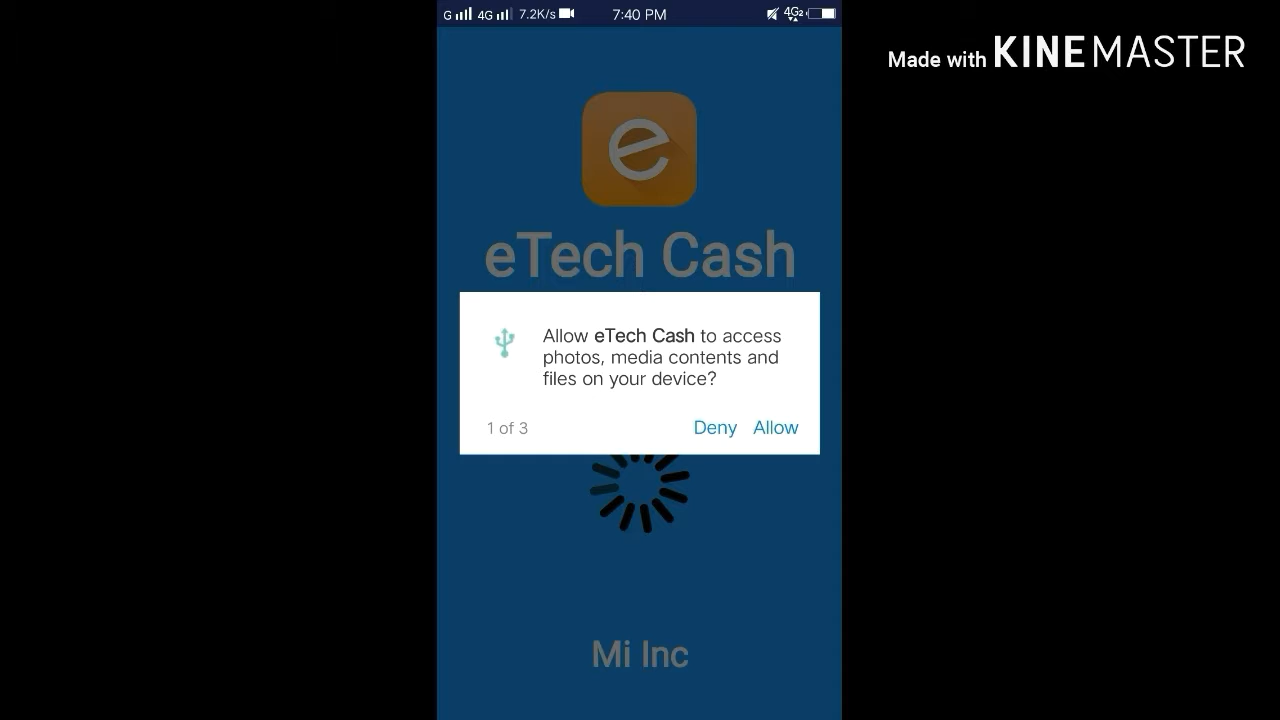 G 4G 7.2K/s 7:40 PM 4G2
Made with KINEMASTER
e
eTech Cash
Allow eTech Cash to access
photos, media contents and
files on your device?
1 of 3 Deny Allow
Mi Inc